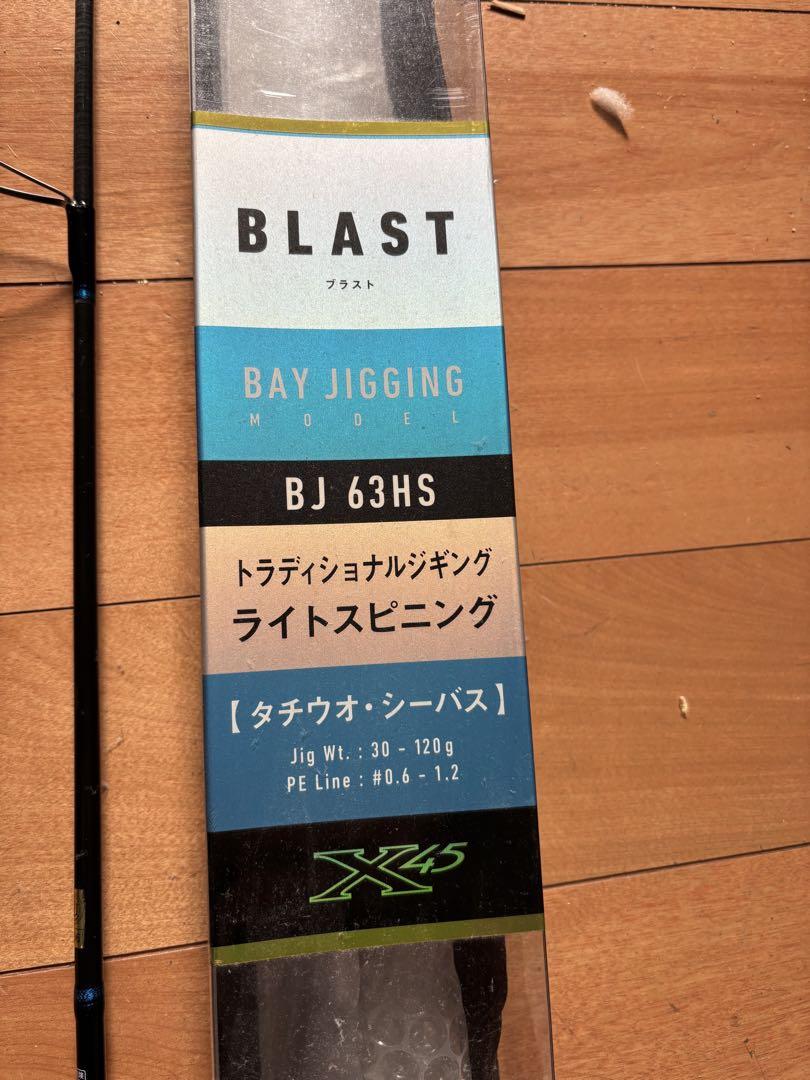 BLAST
ブラスト
BAY JIGGING
MODEL
BJ 63HS
トラディショナルジギング
ライトスピニング
【タチウオ・シーバス】
Jig Wt. : 30 - 120g
PE Line : #0.6 - 1.2
X45